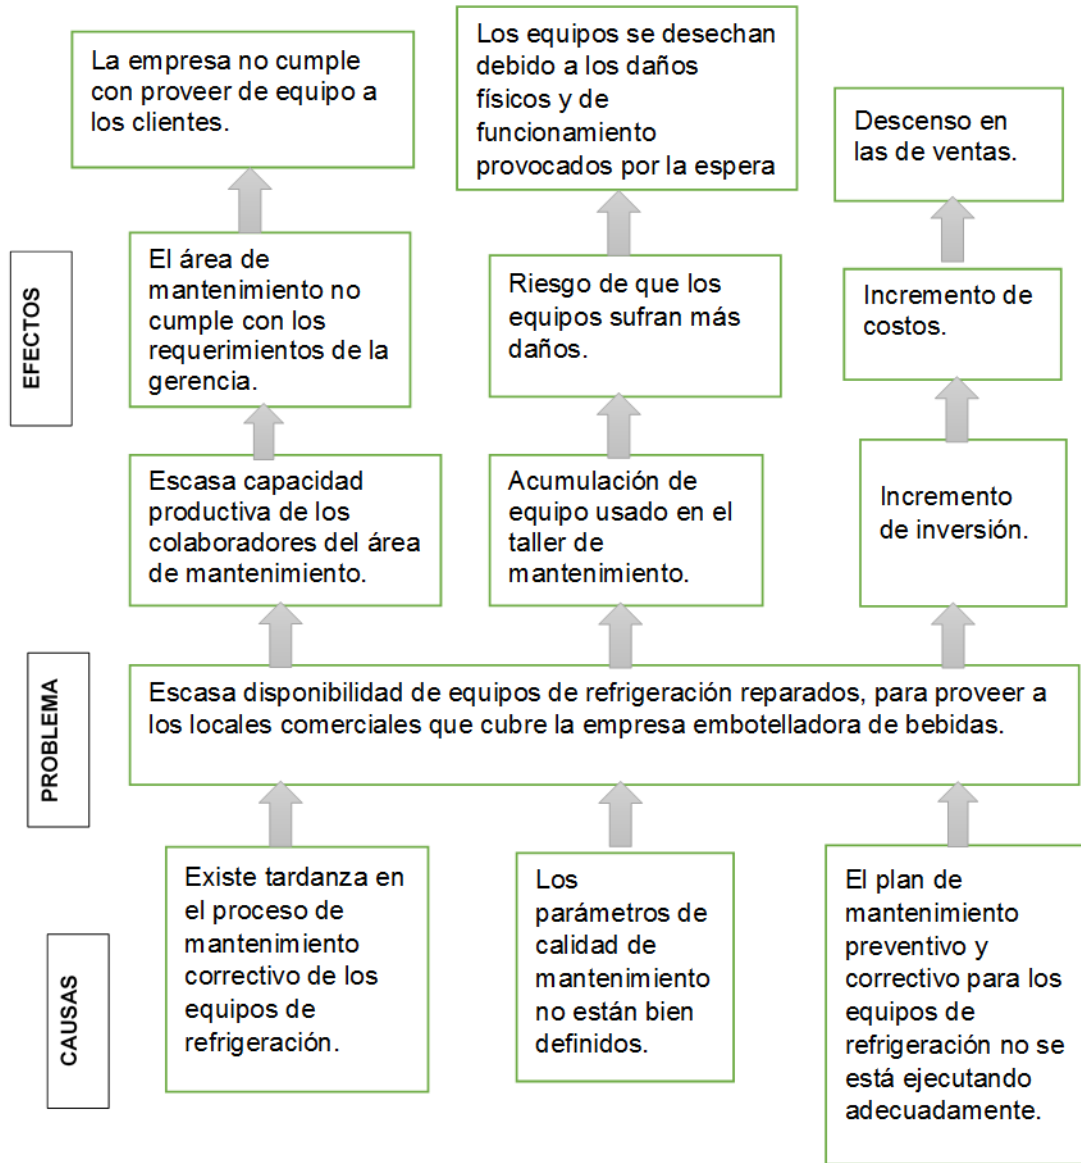 La empresa no cumple
con proveer de equipo a
los clientes.
Los equipos se desechan
debido a los daños
físicos y de
funcionamiento
provocados por la espera
Descenso en
las de ventas.
EFECTOS
El área de
mantenimiento no
cumple con los
requerimientos de la
gerencia.
Riesgo de que los
equipos sufran más
daños.
Incremento de
costos.
Escasa capacidad
productiva de los
colaboradores del área
de mantenimiento.
Acumulación de
equipo usado en el
taller de
mantenimiento.
Incremento
de inversión.
PROBLEMA
Escasa disponibilidad de equipos de refrigeración reparados, para proveer a
los locales comerciales que cubre la empresa embotelladora de bebidas.
CAUSAS
Existe tardanza en
el proceso de
mantenimiento
correctivo de los
equipos de
refrigeración.
Los
parámetros de
calidad de
mantenimiento
no están bien
definidos.
El plan de
mantenimiento
preventivo y
correctivo para los
equipos de
refrigeración no se
está ejecutando
adecuadamente.